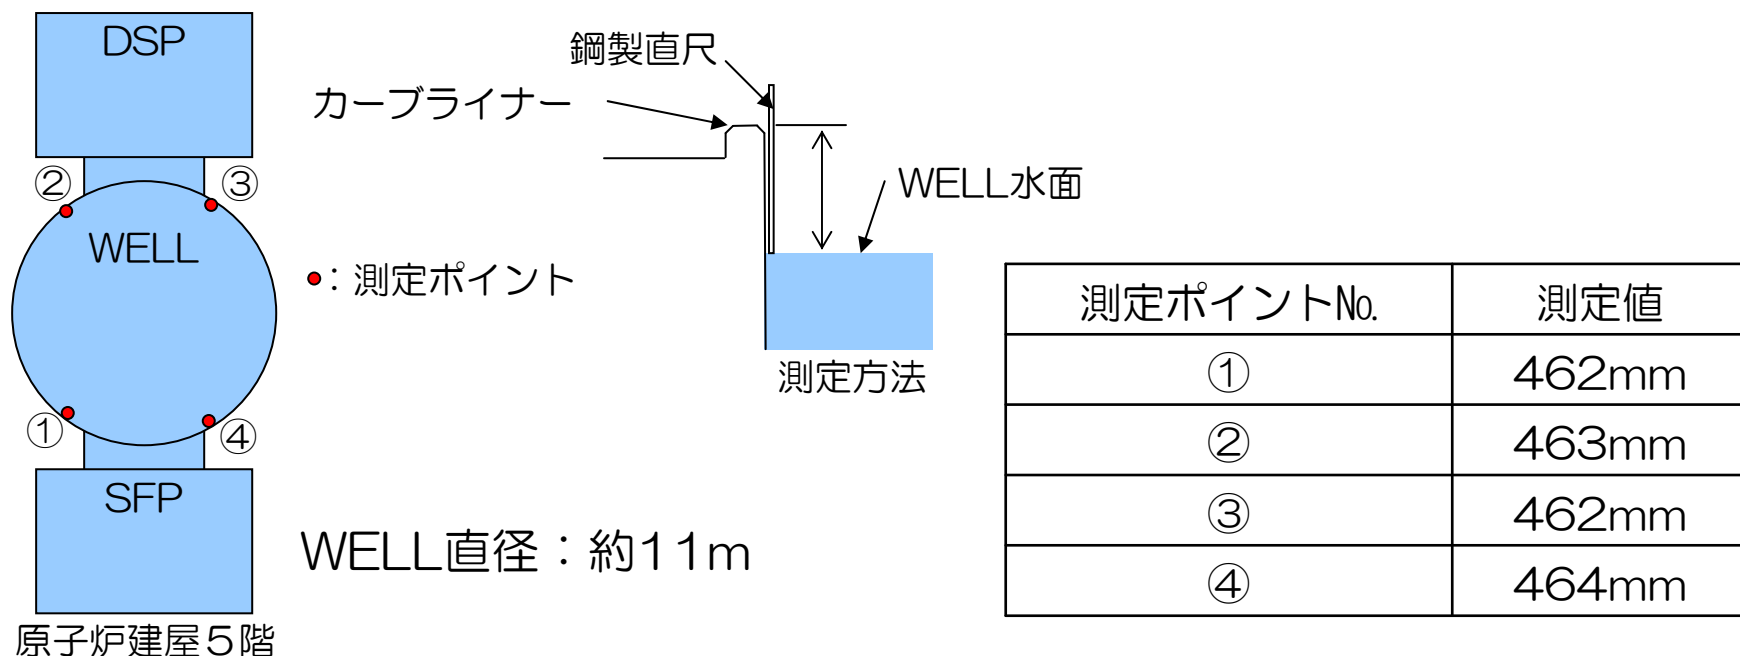 DSP
②
③
WELL
①
④
SFP
原子炉建屋５階
鋼製直尺
カーブライナー
WELL水面
●：測定ポイント
測定方法
WELL直径：約11m
測定ポイント№. 測定値
① 462mm
② 463mm
③ 462mm
④ 464mm